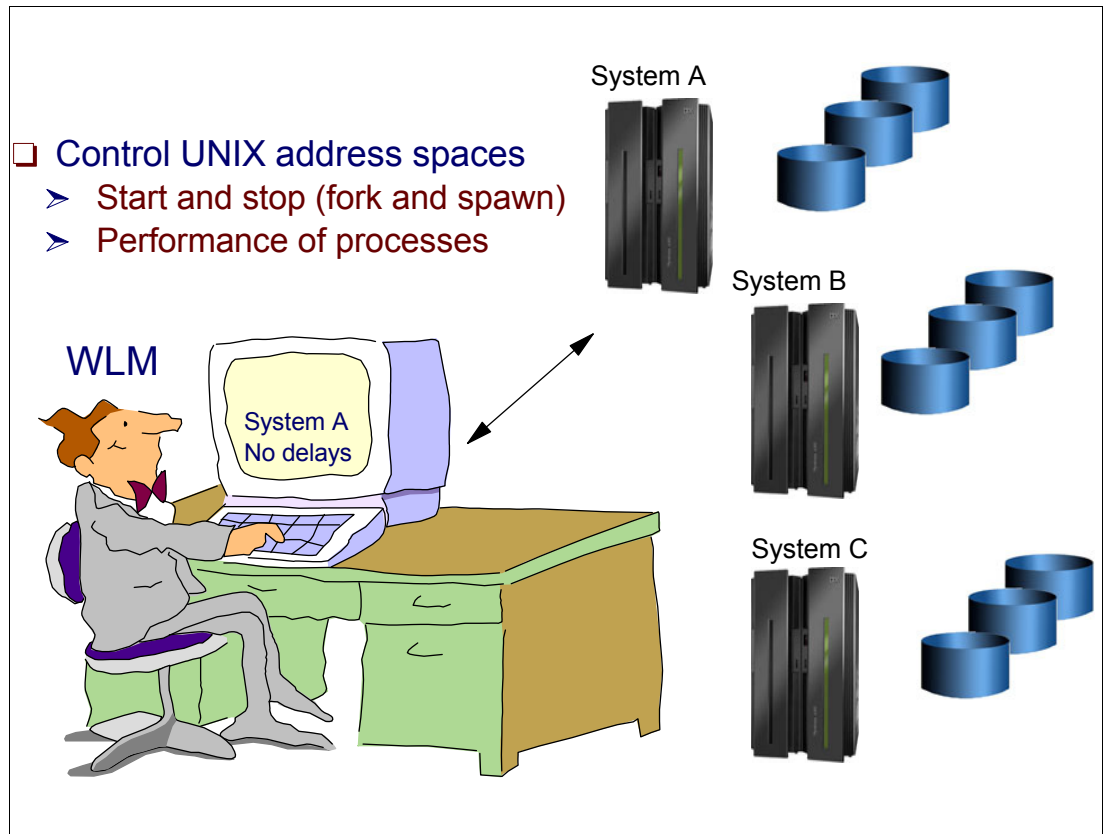 System A
Control UNIX address spaces
Start and stop (fork and spawn)
Performance of processes
System B
WLM
System A
No delays
System C